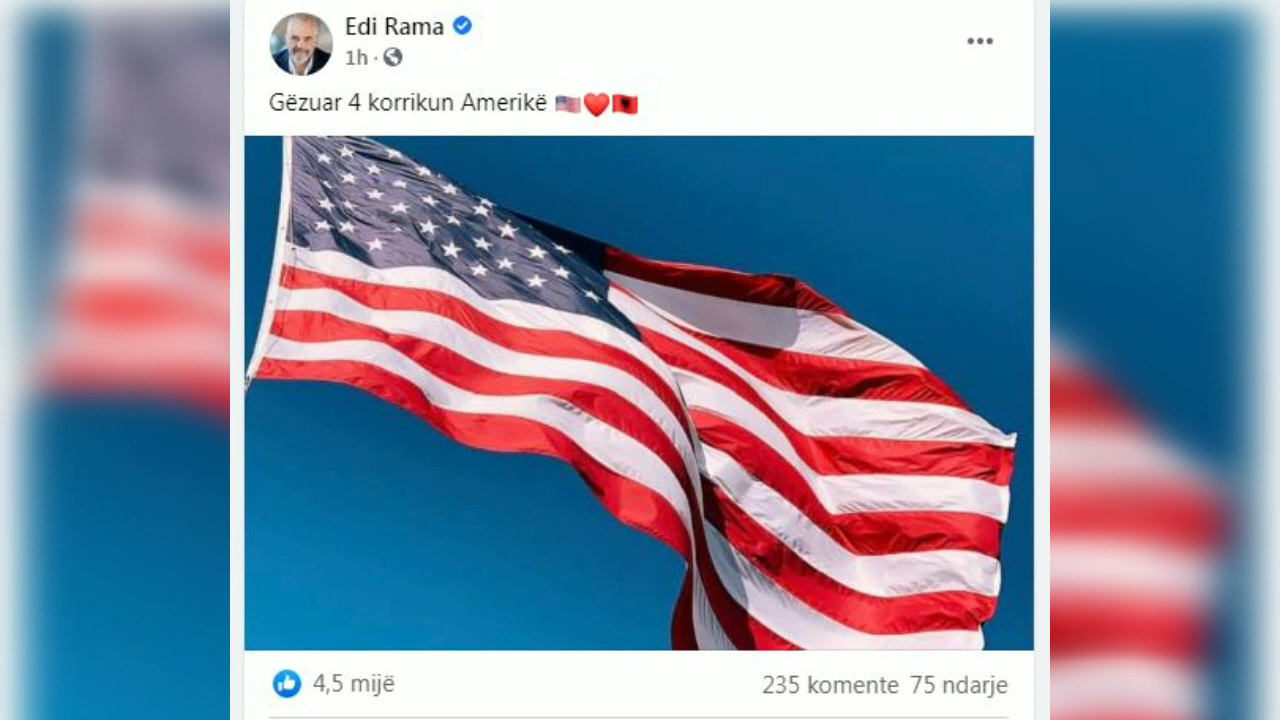 Edi Rama
1h ·
Gëzuar 4 korrikun Amerikë 🇺🇸❤️🇦🇱
4,5 mijë
235 komente 75 ndarje